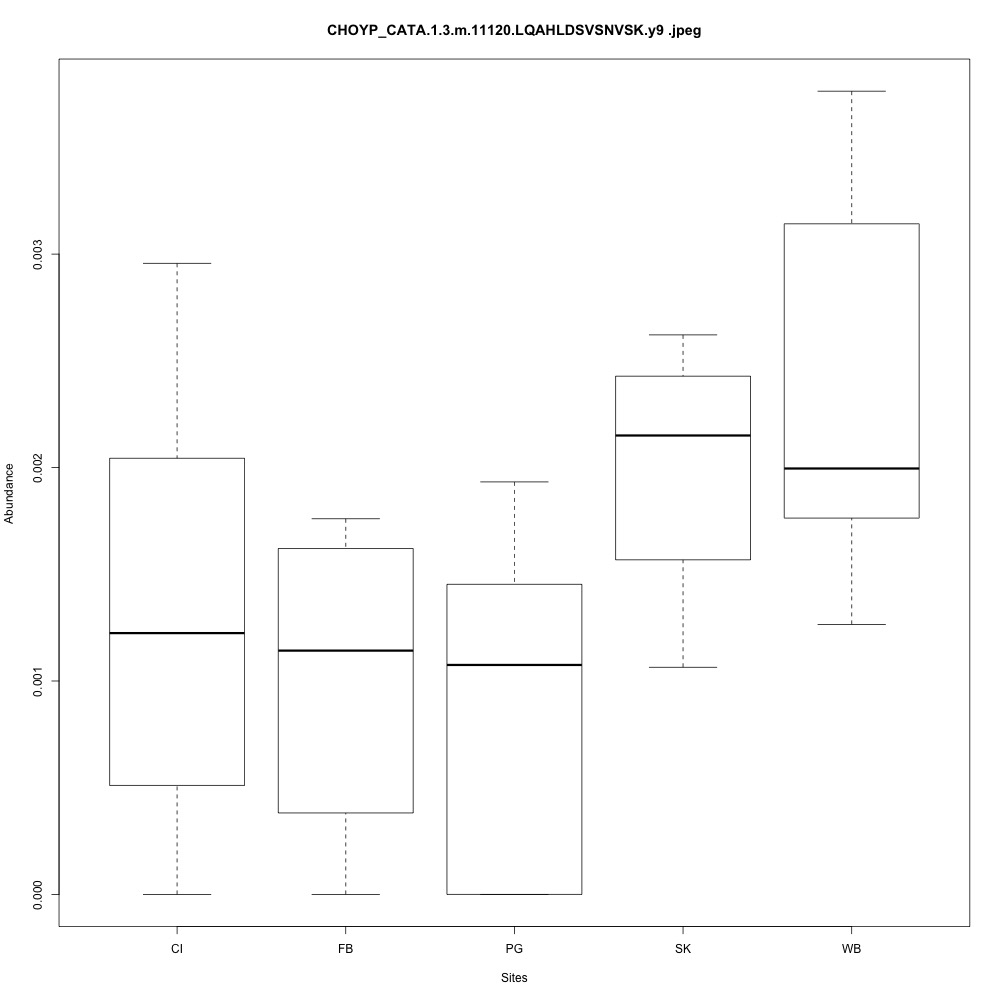 CHOYP_CATA.1.3.m.11120.LQAHLDSVSNVSK.y9 .jpeg
Abundance
0.003
0.002
0.001
0.000
CI FB PG SK WB
Sites